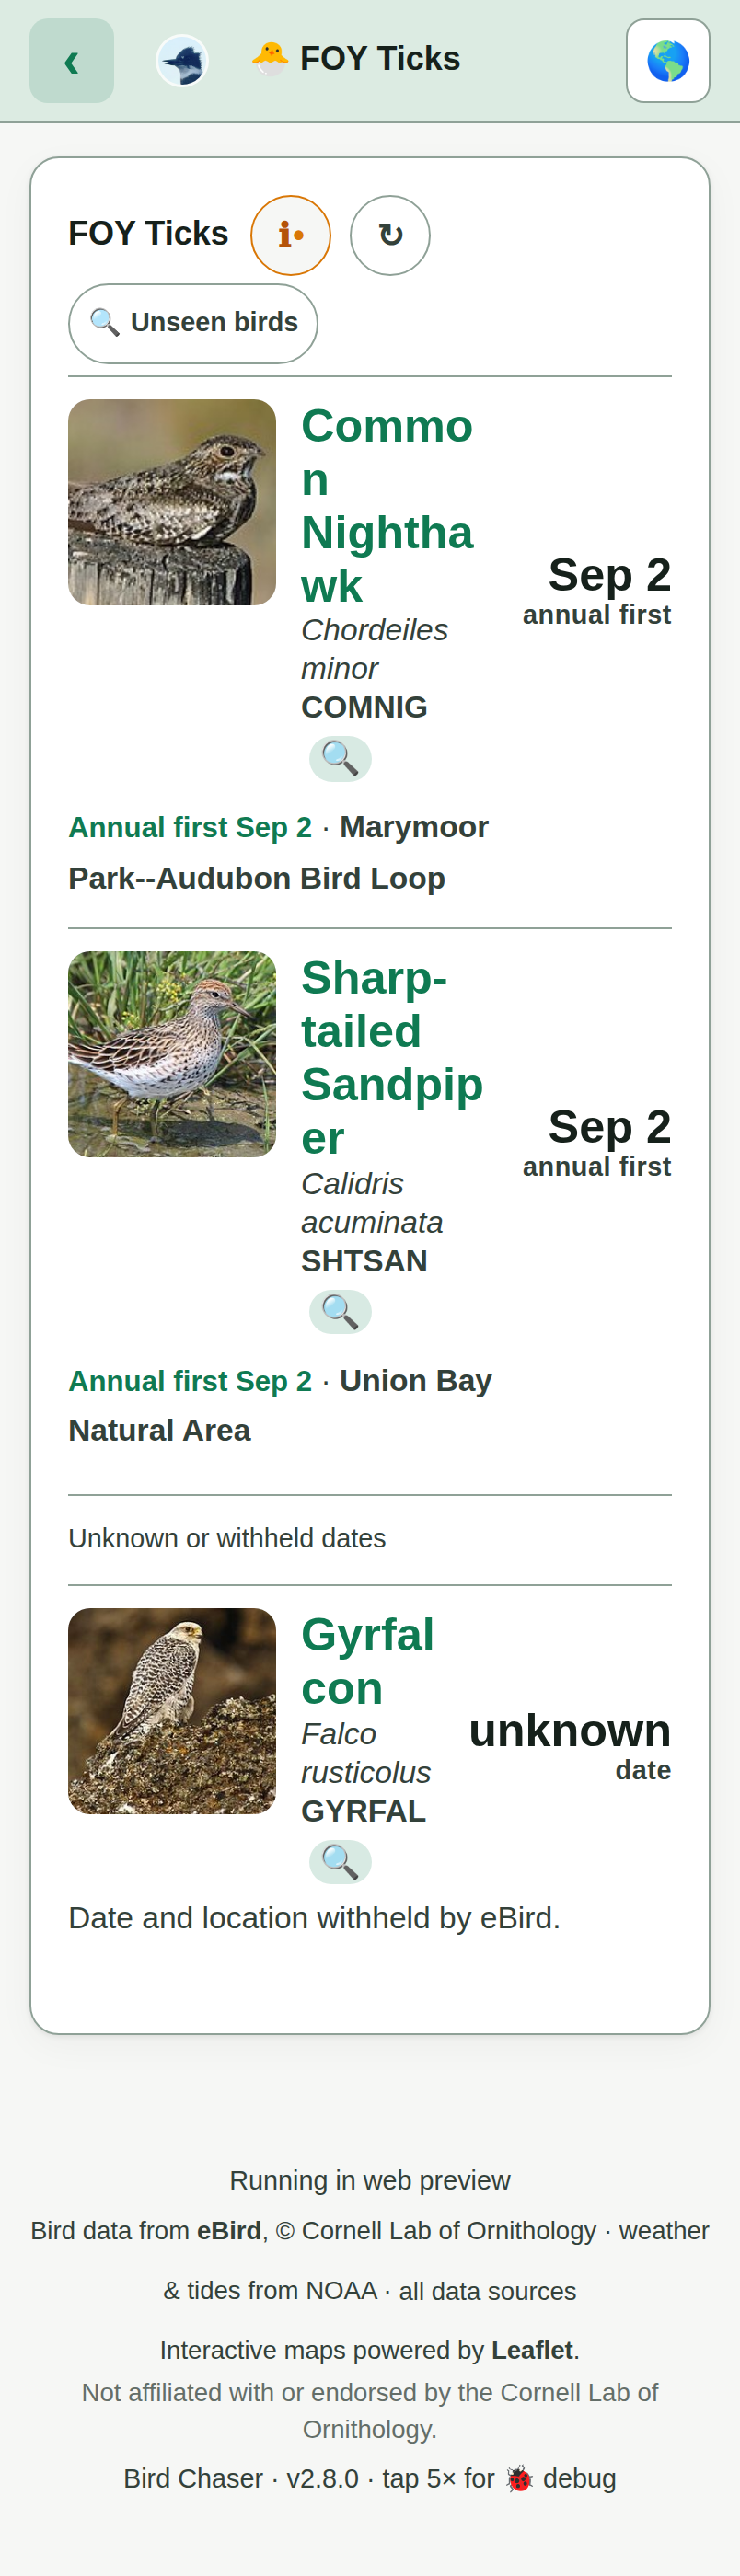 ‹ 🐣 FOY Ticks 🌎
FOY Ticks ℹ• ↻
🔍 Unseen birds
Commo
n
Nightha
wk
Chordeiles
minor
COMNIG
🔍
Sep 2
annual first
Annual first Sep 2 · Marymoor
Park--Audubon Bird Loop
Sharp-
tailed
Sandpip
er
Calidris
acuminata
SHTSAN
🔍
Sep 2
annual first
Annual first Sep 2 · Union Bay
Natural Area
Unknown or withheld dates
Gyrfal
con
Falco
rusticolus
GYRFAL
🔍
unknown
date
Date and location withheld by eBird.
Running in web preview
Bird data from eBird, © Cornell Lab of Ornithology · weather
& tides from NOAA · all data sources
Interactive maps powered by Leaflet.
Not affiliated with or endorsed by the Cornell Lab of
Ornithology.
Bird Chaser · v2.8.0 · tap 5× for 🐞 debug